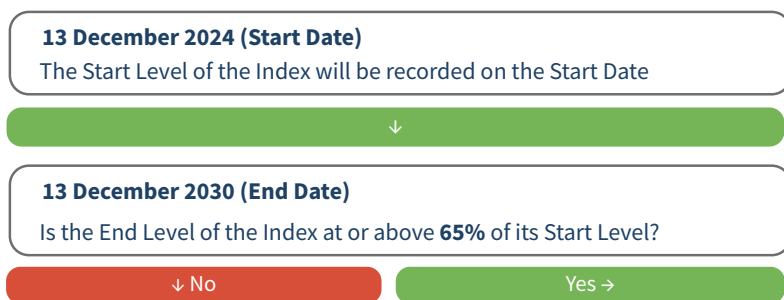 13 December 2024 (Start Date)
The Start Level of the Index will be recorded on the Start Date
↓
13 December 2030 (End Date)
Is the End Level of the Index at or above 65% of its Start Level?
↓ No
Yes →